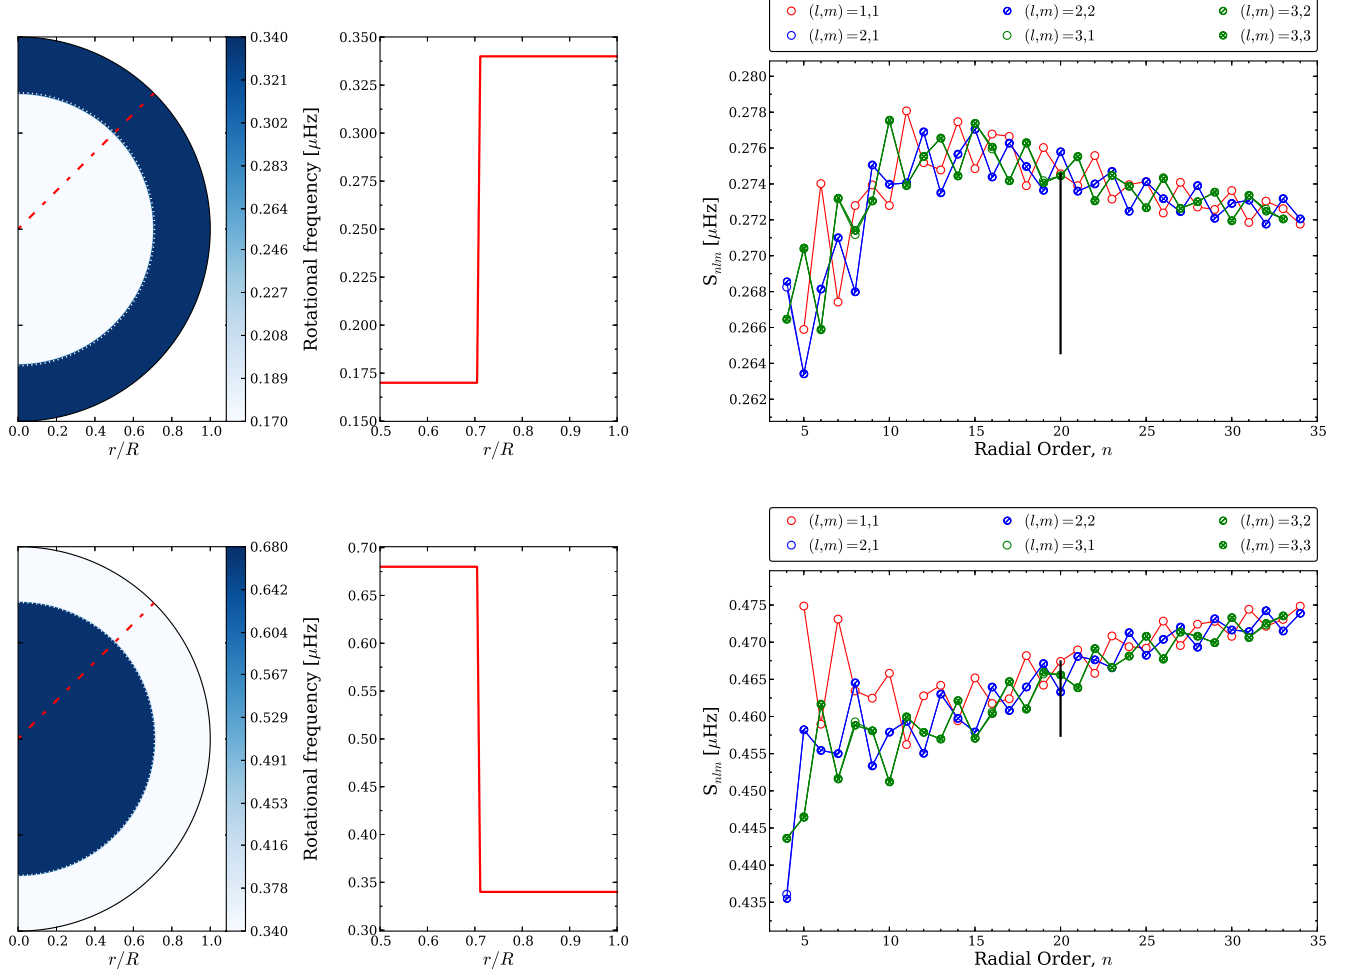 (l,m)=1,1 (l,m)=2,2 (l,m)=3,2
(l,m)=2,1 (l,m)=3,1 (l,m)=3,3
0.340
0.321
0.302
0.283
0.264
0.246
0.227
0.208
0.189
0.170
0.0 0.2 0.4 0.6 0.8 1.0
r/R
Rotational frequency [μHz]
0.350
0.325
0.300
0.275
0.250
0.225
0.200
0.175
0.150
0.5 0.6 0.7 0.8 0.9 1.0
r/R
S_{nlm} [μHz]
0.280
0.278
0.276
0.274
0.272
0.270
0.268
0.266
0.264
0.262
5 10 15 20 25 30 35
Radial Order, n
(l,m)=1,1 (l,m)=2,2 (l,m)=3,2
(l,m)=2,1 (l,m)=3,1 (l,m)=3,3
0.680
0.642
0.604
0.567
0.529
0.491
0.453
0.416
0.378
0.340
0.0 0.2 0.4 0.6 0.8 1.0
r/R
Rotational frequency [μHz]
0.70
0.65
0.60
0.55
0.50
0.45
0.40
0.35
0.30
0.5 0.6 0.7 0.8 0.9 1.0
r/R
S_{nlm} [μHz]
0.475
0.470
0.465
0.460
0.455
0.450
0.445
0.440
0.435
5 10 15 20 25 30 35
Radial Order, n